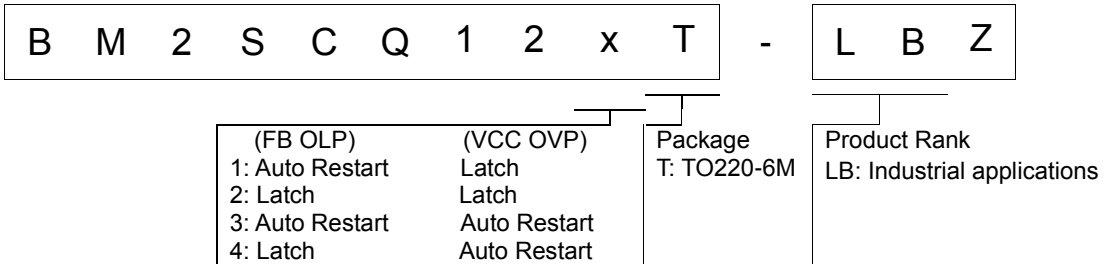 B M 2 S C Q 1 2 x T - L B Z
(FB OLP) (VCC OVP) Package Product Rank
1: Auto Restart Latch T: TO220-6M LB: Industrial applications
2: Latch Latch
3: Auto Restart Auto Restart
4: Latch Auto Restart